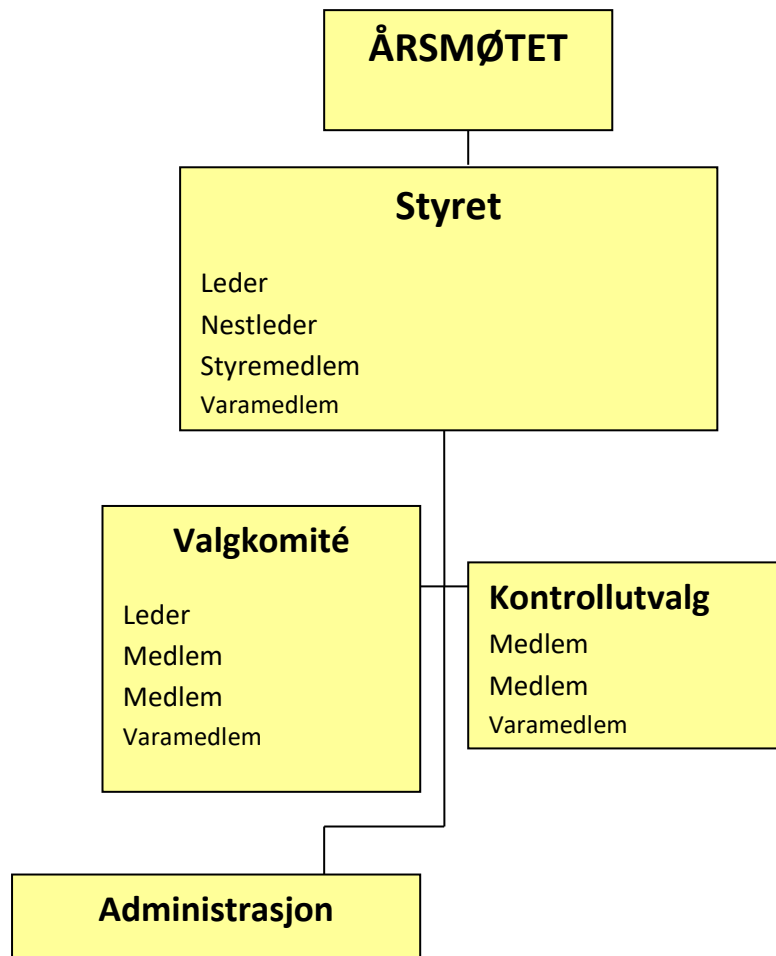 ÅRSMØTET
Styret
Leder
Nestleder
Styremedlem
Varamedlem
Valgkomité
Leder
Medlem
Medlem
Varamedlem
Kontrollutvalg
Medlem
Medlem
Varamedlem
Administrasjon